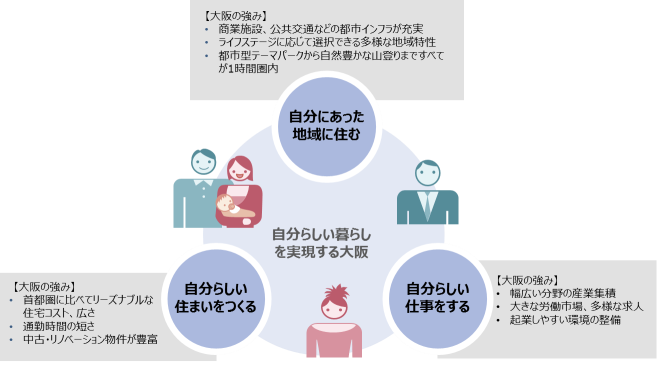 【大阪の強み】
• 商業施設、公共交通などの都市インフラが充実
• ライフステージに応じて選択できる多様な地域特性
• 都市型テーマパークから自然豊かな山登りまですべて
が1時間圏内
自分にあった
地域に住む
自分らしい暮らし
を実現する大阪
【大阪の強み】
• 首都圏に比べてリーズナブルな
住宅コスト、広さ
• 通勤時間の短さ
• 中古・リノベーション物件が豊富
自分らしい
住まいをつくる
自分らしい
仕事をする
【大阪の強み】
• 幅広い分野の産業集積
• 大きな労働市場、多様な求人
• 起業しやすい環境の整備